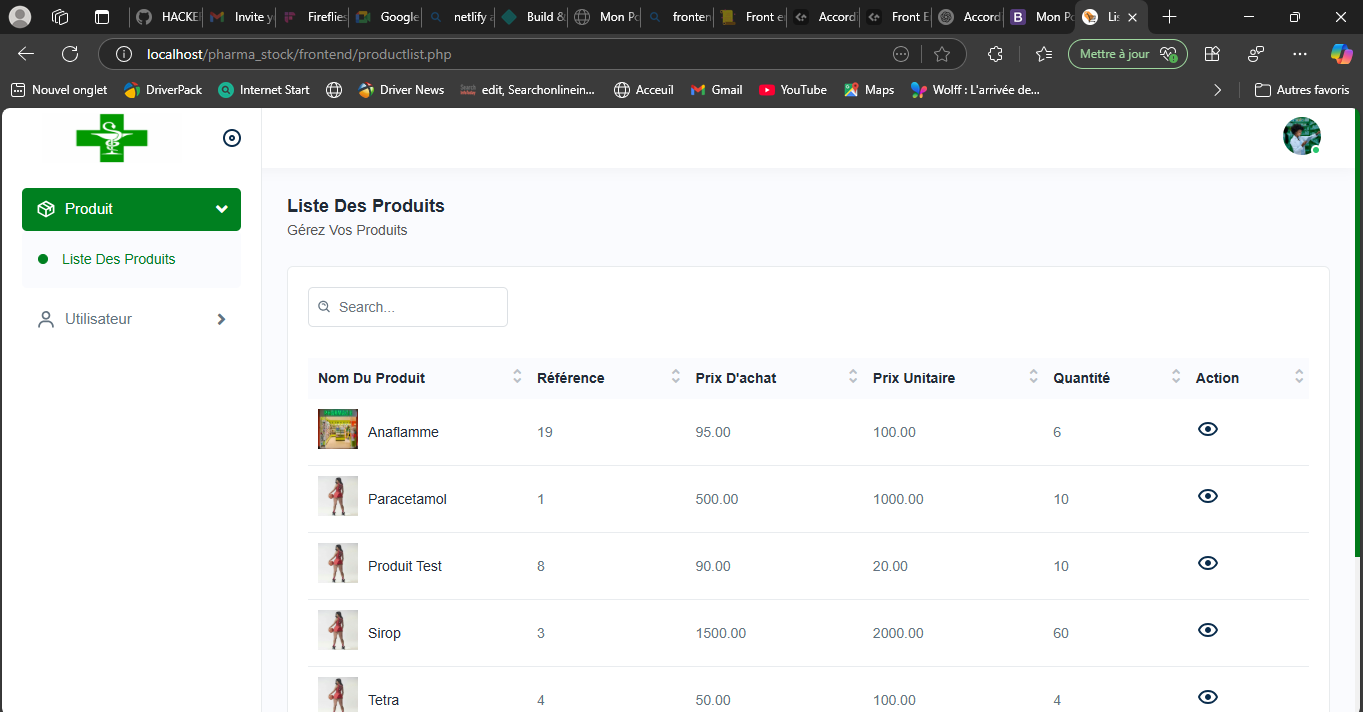 HACKE
Invite y
Fireflies
Google
netlify a
Build &
Mon Po
fronten
Front e
Accordi
Front E
Accord
Mon Po
Lis
localhost/pharma_stock/frontend/productlist.php
Mettre à jour
Nouvel onglet
DriverPack
Internet Start
Driver News
edit, Searchonlinein...
Acceuil
Gmail
YouTube
Maps
Wolff : L'arrivée de...
Autres favoris
Produit
Liste Des Produits
Utilisateur
Liste Des Produits
Gérez Vos Produits
Search...
Nom Du Produit Référence Prix D'achat Prix Unitaire Quantité Action
Anaflamme 19 95.00 100.00 6
Paracetamol 1 500.00 1000.00 10
Produit Test 8 90.00 20.00 10
Sirop 3 1500.00 2000.00 60
Tetra 4 50.00 100.00 4